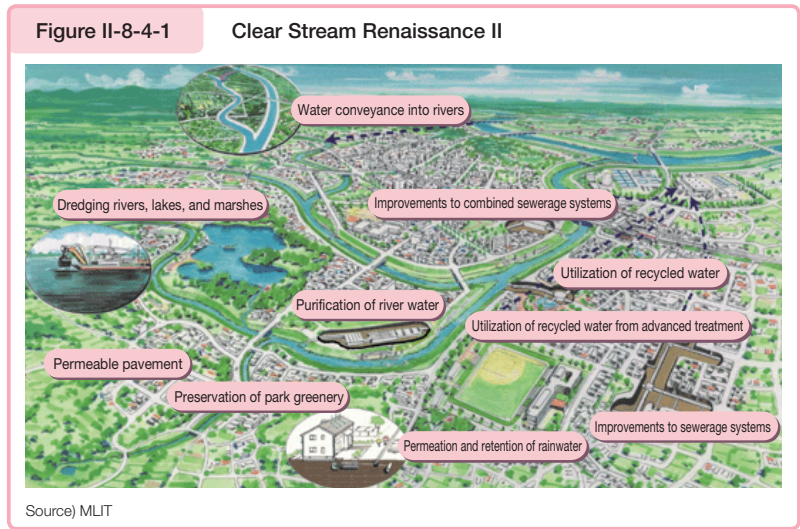 Figure II-8-4-1
Clear Stream Renaissance II
Water conveyance into rivers
Dredging rivers, lakes, and marshes
Improvements to combined sewerage systems
Utilization of recycled water
Purification of river water
Utilization of recycled water from advanced treatment
Permeable pavement
Preservation of park greenery
Improvements to sewerage systems
Permeation and retention of rainwater
Source) MLIT